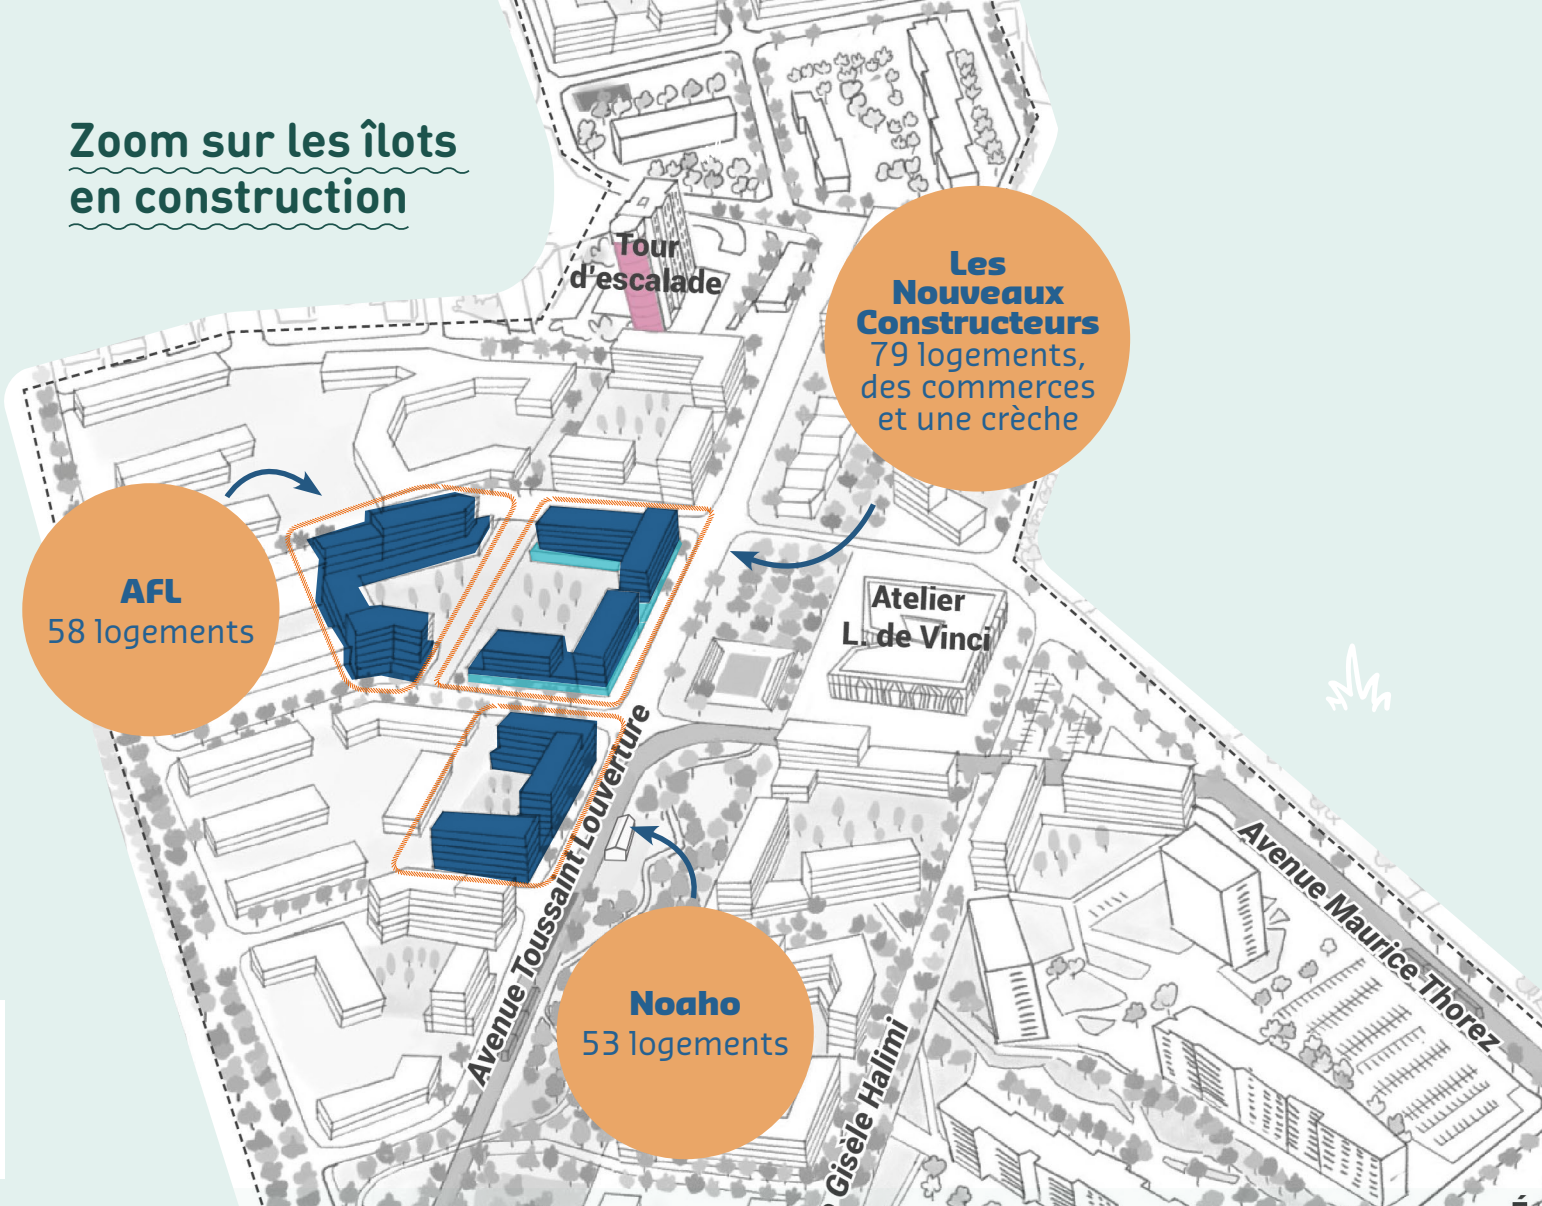 Zoom sur les îlots
en construction
Tour
d'escalade
Les
Nouveaux
Constructeurs
79 logements,
des commerces
et une crèche
AFL
58 logements
Atelier
L. de Vinci
Avenue Toussaint Louverture
Avenue Maurice Thorez
Noaho
53 logements
Gisèle Halimi